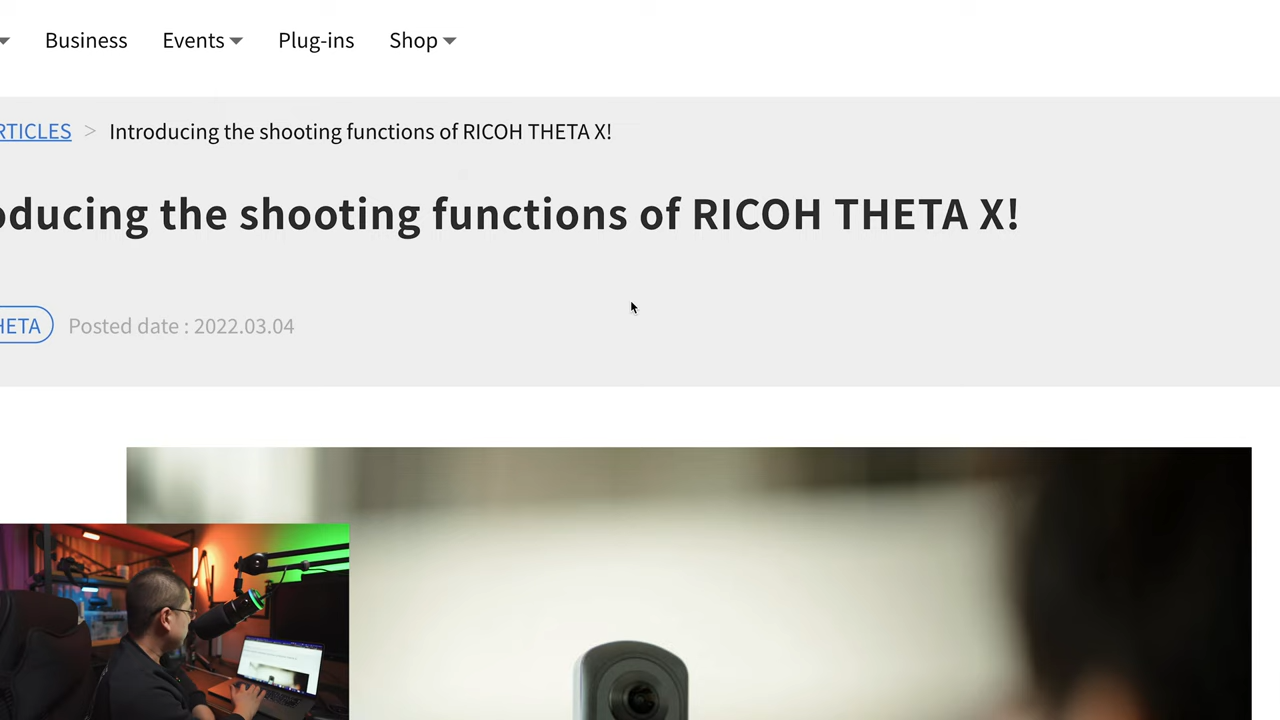 Business Events Plug-ins Shop
RTICLES > Introducing the shooting functions of RICOH THETA X!
oducing the shooting functions of RICOH THETA X!
HETA Posted date : 2022.03.04